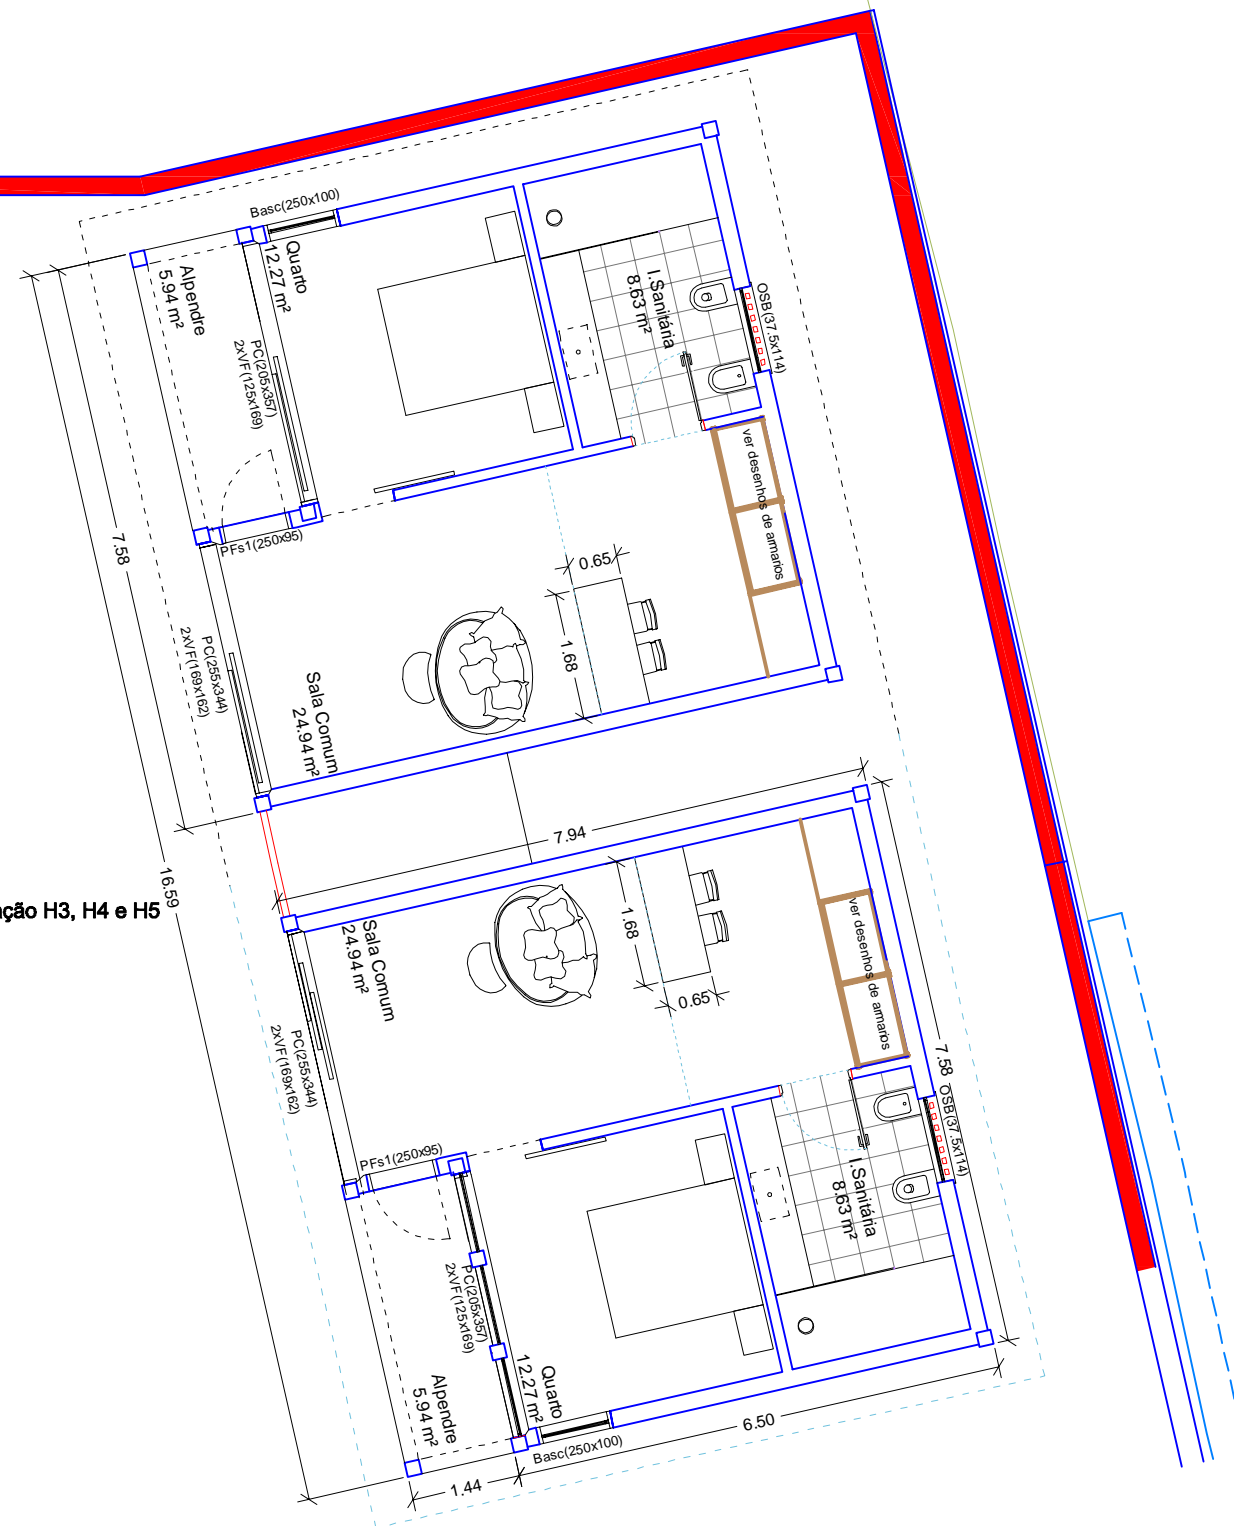 Basc(250x100)
Quarto
12.27 m²
Alpendre
5.94 m²
PC(205x357)
2xVF(125x169)
I.Sanitária
8.63 m²
OSB(37.5x114)
ver desenhos de armarios
PFs1(250x95)
7.58
0.65
1.68
PC(255x344)
2xVF(169x162)
Sala Comum
24.94 m²
7.94
16.59
ção H3, H4 e H5
Sala Comum
24.94 m²
1.68
0.65
ver desenhos de armarios
7.58
PC(255x344)
2xVF(169x162)
OSB(37.5x114)
PFs1(250x95)
I.Sanitária
8.63 m²
PC(205x357)
2xVF(125x169)
Quarto
12.27 m²
Alpendre
5.94 m²
Basc(250x100)
6.50
1.44